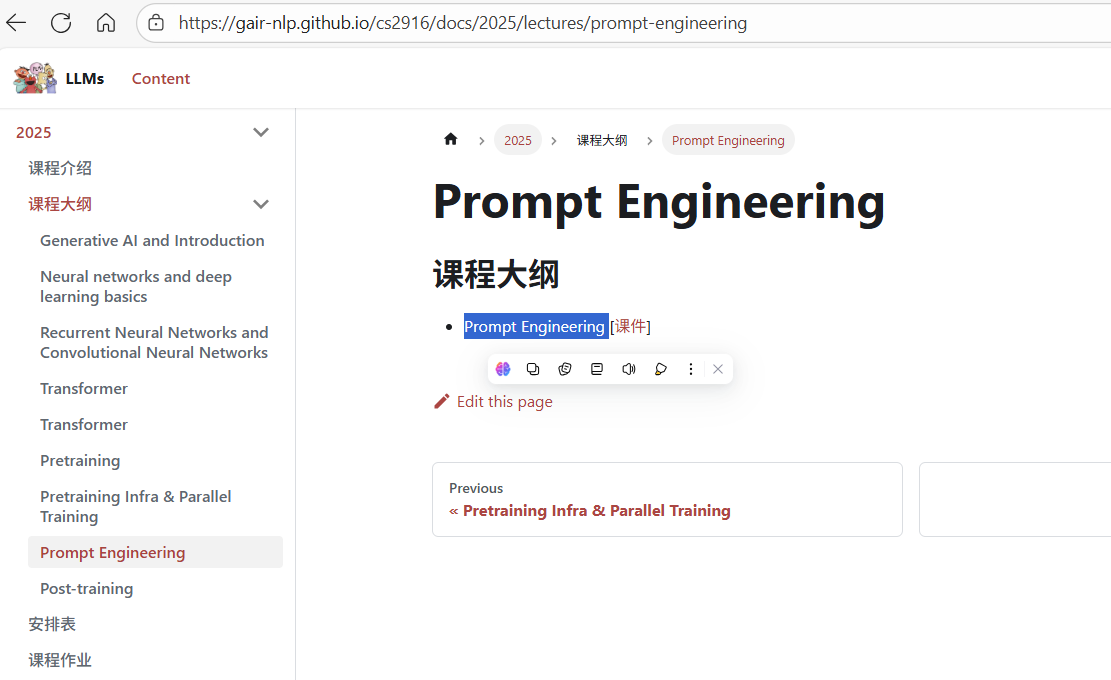 https://gair-nlp.github.io/cs2916/docs/2025/lectures/prompt-engineering
LLMs
Content
2025
课程介绍
课程大纲
Generative AI and Introduction
Neural networks and deep
learning basics
Recurrent Neural Networks and
Convolutional Neural Networks
Transformer
Transformer
Pretraining
Pretraining Infra & Parallel
Training
Prompt Engineering
Post-training
安排表
课程作业
2025
课程大纲
Prompt Engineering
Prompt Engineering
课程大纲
Prompt Engineering [课件]
Edit this page
Previous
« Pretraining Infra & Parallel Training